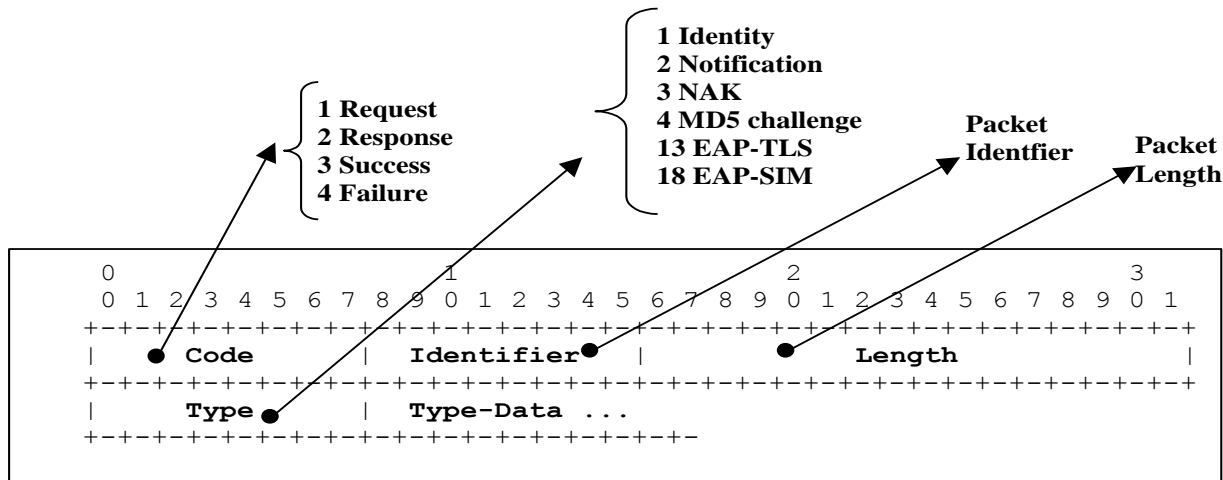 1 Identity
2 Notification
3 NAK
4 MD5 challenge
13 EAP-TLS
18 EAP-SIM
1 Request
2 Response
3 Success
4 Failure
Packet
Identfier
Packet
Length
0 1 2 3
0 1 2 3 4 5 6 7 8 9 0 1 2 3 4 5 6 7 8 9 0 1 2 3 4 5 6 7 8 9 0 1
+-+-+-+-+-+-+-+-+-+-+-+-+-+-+-+-+-+-+-+-+-+-+-+-+-+-+-+-+-+-+-+-+
| Code | Identifier | Length |
+-+-+-+-+-+-+-+-+-+-+-+-+-+-+-+-+-+-+-+-+-+-+-+-+-+-+-+-+-+-+-+-+
| Type | Type-Data ...
+-+-+-+-+-+-+-+-+-+-+-+-+-+-+-+-+-+-